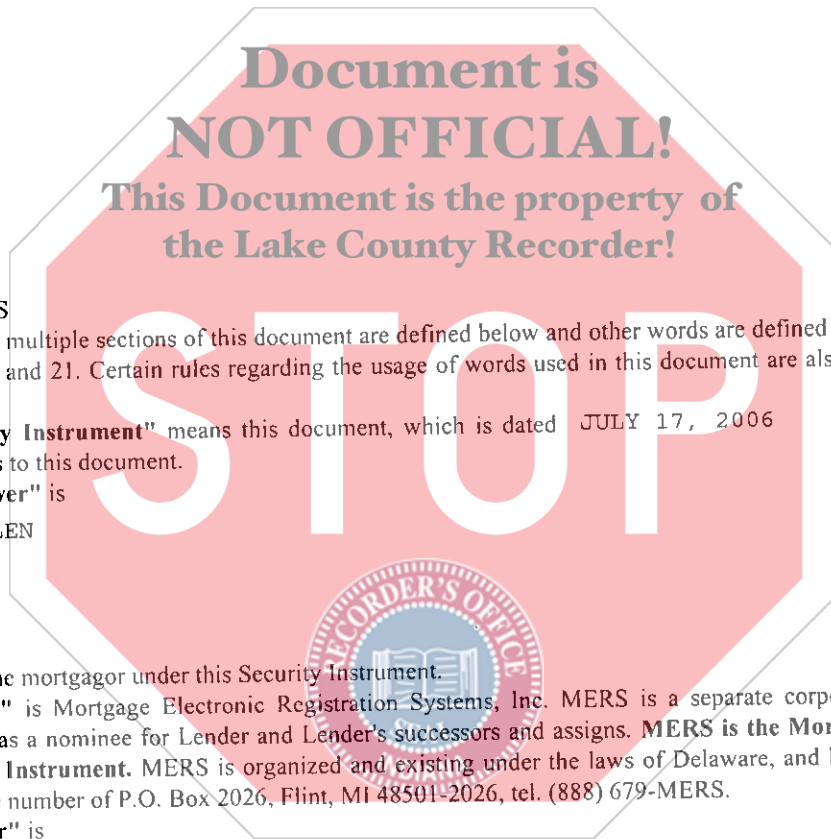 Document is
NOT OFFICIAL!
This Document is the property of
the Lake County Recorder!
STOP
S
multiple sections of this document are defined below and other words are defined
and 21. Certain rules regarding the usage of words used in this document are als
y Instrument" means this document, which is dated JULY 17, 2006
s to this document.
er" is
LEN
RECORDER'S OFFICE
e mortgagor under this Security Instrument.
" is Mortgage Electronic Registration Systems, Inc. MERS is a separate corp
as a nominee for Lender and Lender's successors and assigns. MERS is the Mor
Instrument. MERS is organized and existing under the laws of Delaware, and
number of P.O. Box 2026, Flint, MI 48501-2026, tel. (888) 679-MERS.
r" is
SEAL